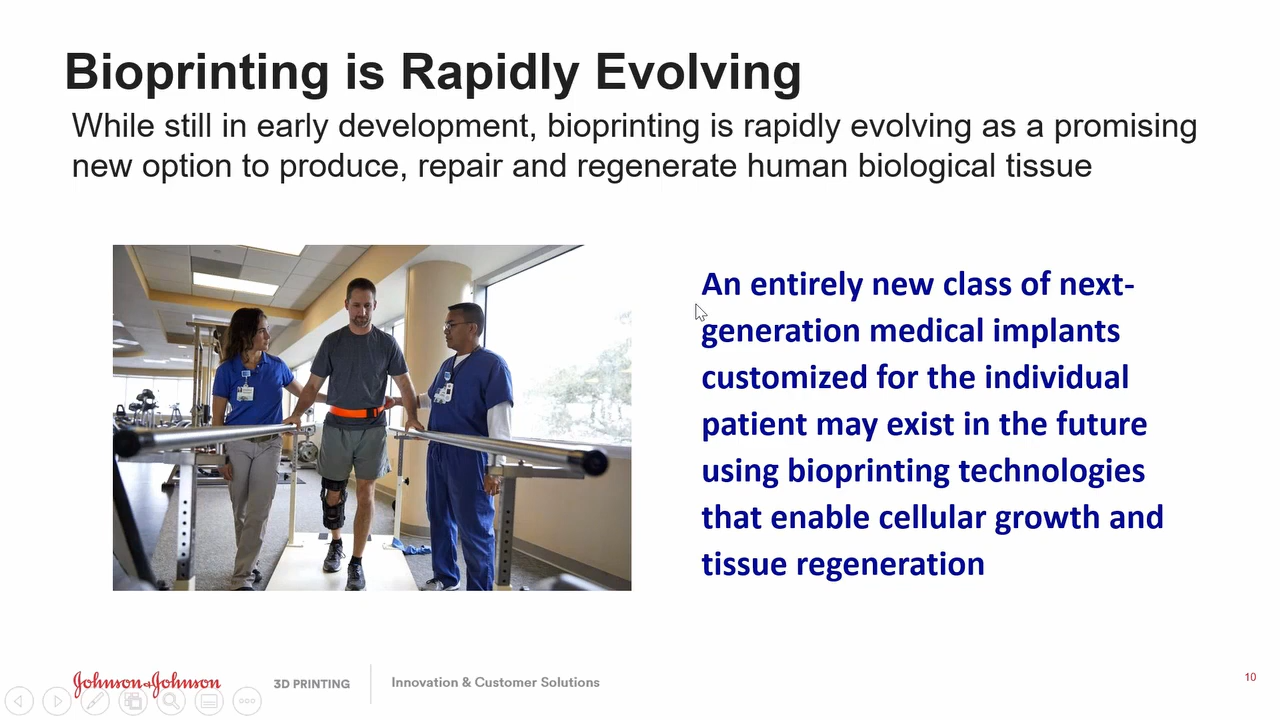 Bioprinting is Rapidly Evolving
While still in early development, bioprinting is rapidly evolving as a promising
new option to produce, repair and regenerate human biological tissue
An entirely new class of next-
generation medical implants
customized for the individual
patient may exist in the future
using bioprinting technologies
that enable cellular growth and
tissue regeneration
Johnson & Johnson
3D PRINTING
Innovation & Customer Solutions
10